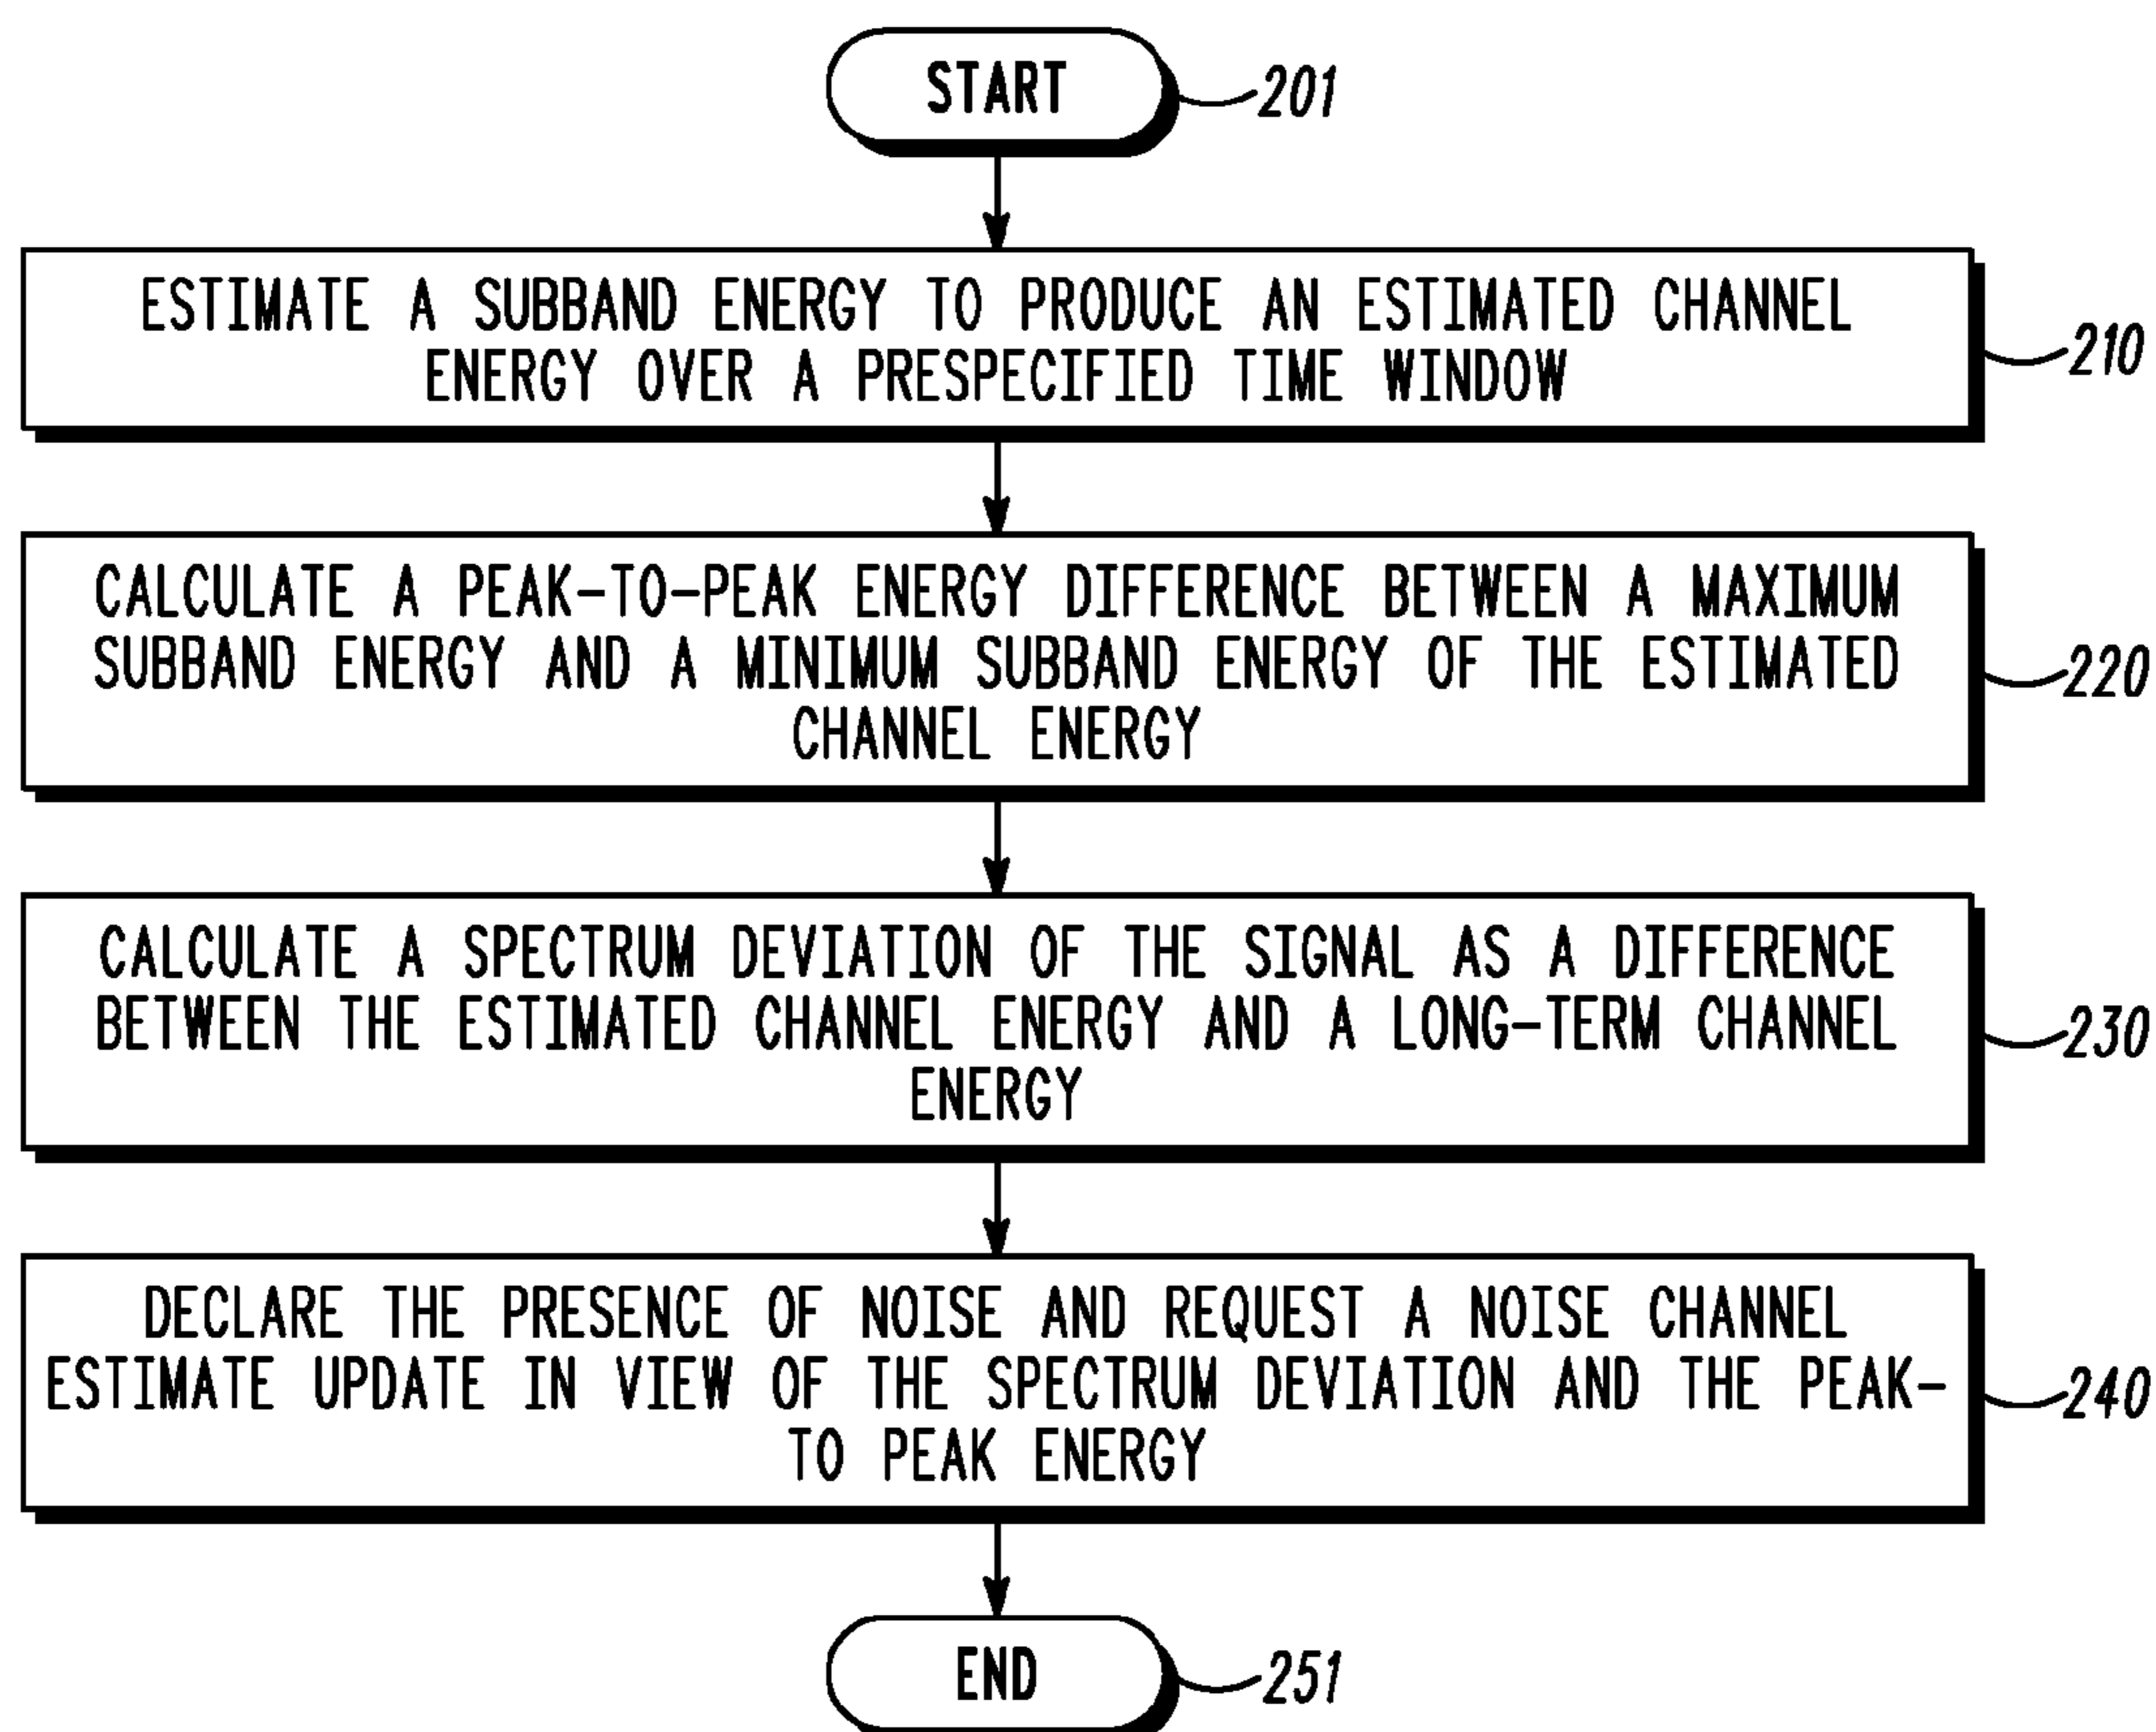 START
201
ESTIMATE A SUBBAND ENERGY TO PRODUCE AN ESTIMATED CHANNEL
ENERGY OVER A PRESPECIFIED TIME WINDOW
210
CALCULATE A PEAK-TO-PEAK ENERGY DIFFERENCE BETWEEN A MAXIMUM
SUBBAND ENERGY AND A MINIMUM SUBBAND ENERGY OF THE ESTIMATED
CHANNEL ENERGY
220
CALCULATE A SPECTRUM DEVIATION OF THE SIGNAL AS A DIFFERENCE
BETWEEN THE ESTIMATED CHANNEL ENERGY AND A LONG-TERM CHANNEL
ENERGY
230
DECLARE THE PRESENCE OF NOISE AND REQUEST A NOISE CHANNEL
ESTIMATE UPDATE IN VIEW OF THE SPECTRUM DEVIATION AND THE PEAK-
TO PEAK ENERGY
240
END
251